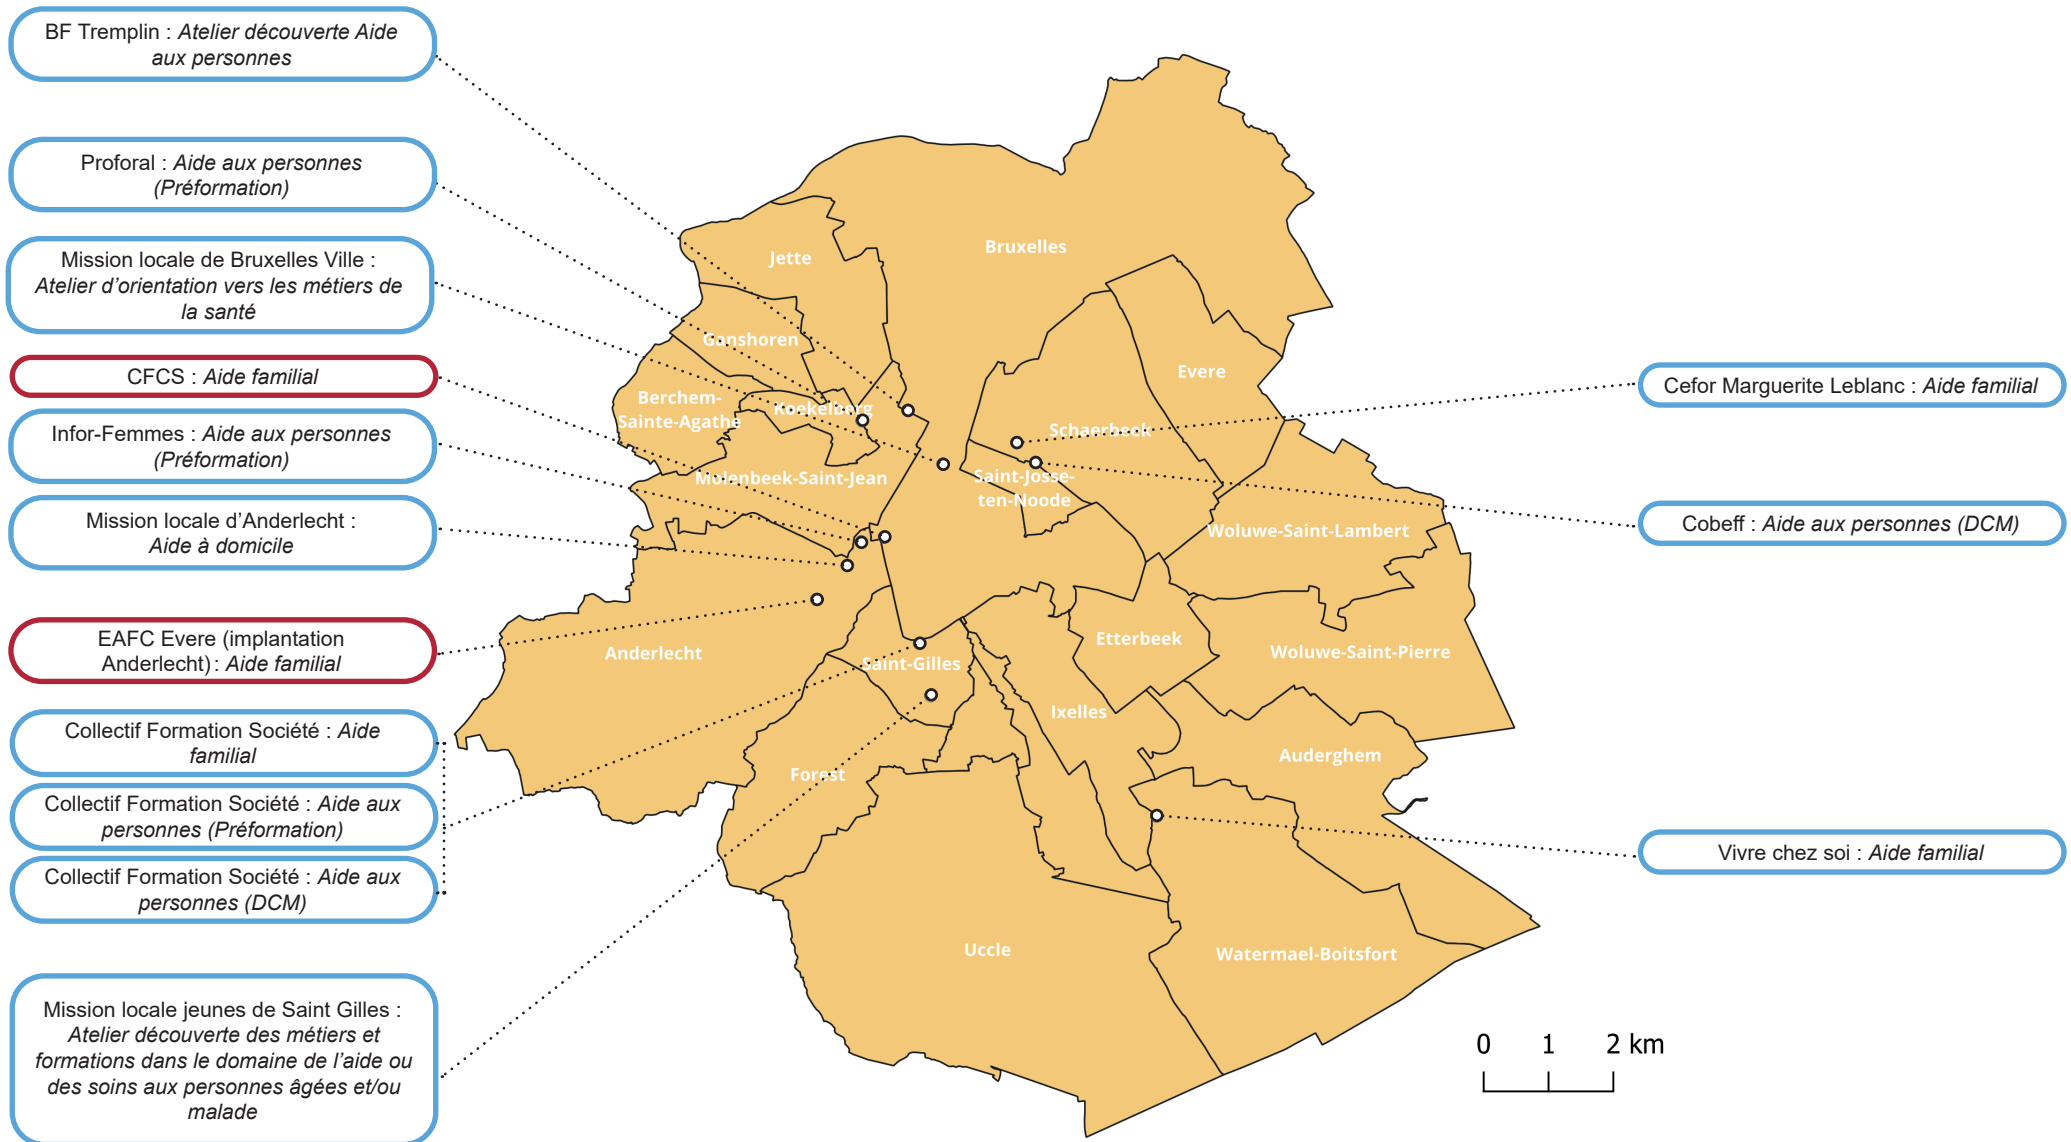 BF Tremplin : Atelier découverte Aide
aux personnes
Proforal : Aide aux personnes
(Préformation)
Mission locale de Bruxelles Ville :
Atelier d’orientation vers les métiers de
la santé
CFCS : Aide familial
Infor-Femmes : Aide aux personnes
(Préformation)
Mission locale d’Anderlecht :
Aide à domicile
EAFC Evere (implantation
Anderlecht) : Aide familial
Collectif Formation Société : Aide
familial
Collectif Formation Société : Aide aux
personnes (Préformation)
Collectif Formation Société : Aide aux
personnes (DCM)
Mission locale jeunes de Saint Gilles :
Atelier découverte des métiers et
formations dans le domaine de l’aide ou
des soins aux personnes âgées et/ou
malade
Bruxelles
Jette
Ganshoren
Evere
Berchem-
Sainte-Agathe
Koekelberg
Schaerbeek
Molenbeek-Saint-Jean
Saint-Josse-
ten-Noode
Woluwe-Saint-Lambert
Etterbeek
Anderlecht
Saint-Gilles
Woluwe-Saint-Pierre
Ixelles
Auderghem
Forest
Uccle
Watermael-Boitsfort
Cefor Marguerite Leblanc : Aide familial
Cobeff : Aide aux personnes (DCM)
Vivre chez soi : Aide familial
0 1 2 km